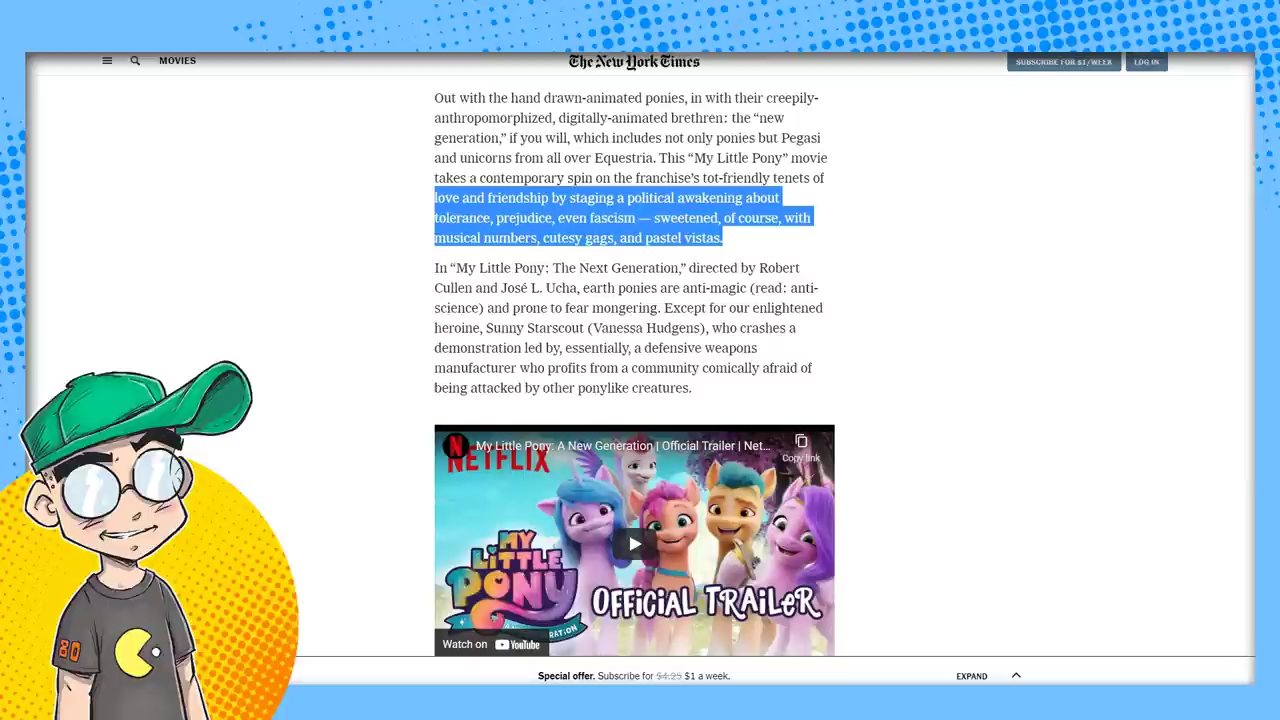 MOVIES
The New York Times
SUBSCRIBE FOR $1/WEEK
LOG IN
Out with the hand drawn-animated ponies, in with their creepily-
anthropomorphized, digitally-animated brethren: the “new
generation,” if you will, which includes not only ponies but Pegasi
and unicorns from all over Equestria. This “My Little Pony” movie
takes a contemporary spin on the franchise’s tot-friendly tenets of
love and friendship by staging a political awakening about
tolerance, prejudice, even fascism — sweetened, of course, with
musical numbers, cutesy gags, and pastel vistas.
In “My Little Pony: The Next Generation,” directed by Robert
Cullen and José L. Ucha, earth ponies are anti-magic (read: anti-
science) and prone to fear mongering. Except for our enlightened
heroine, Sunny Starscout (Vanessa Hudgens), who crashes a
demonstration led by, essentially, a defensive weapons
manufacturer who profits from a community comically afraid of
being attacked by other ponylike creatures.
N
My Little Pony: A New Generation | Official Trailer | Net...
Copy link
NETFLIX
MY
LITTLE
PONY
OFFICIAL TRAILER
Watch on YouTube
80
Special offer. Subscribe for $4.25 $1 a week.
EXPAND